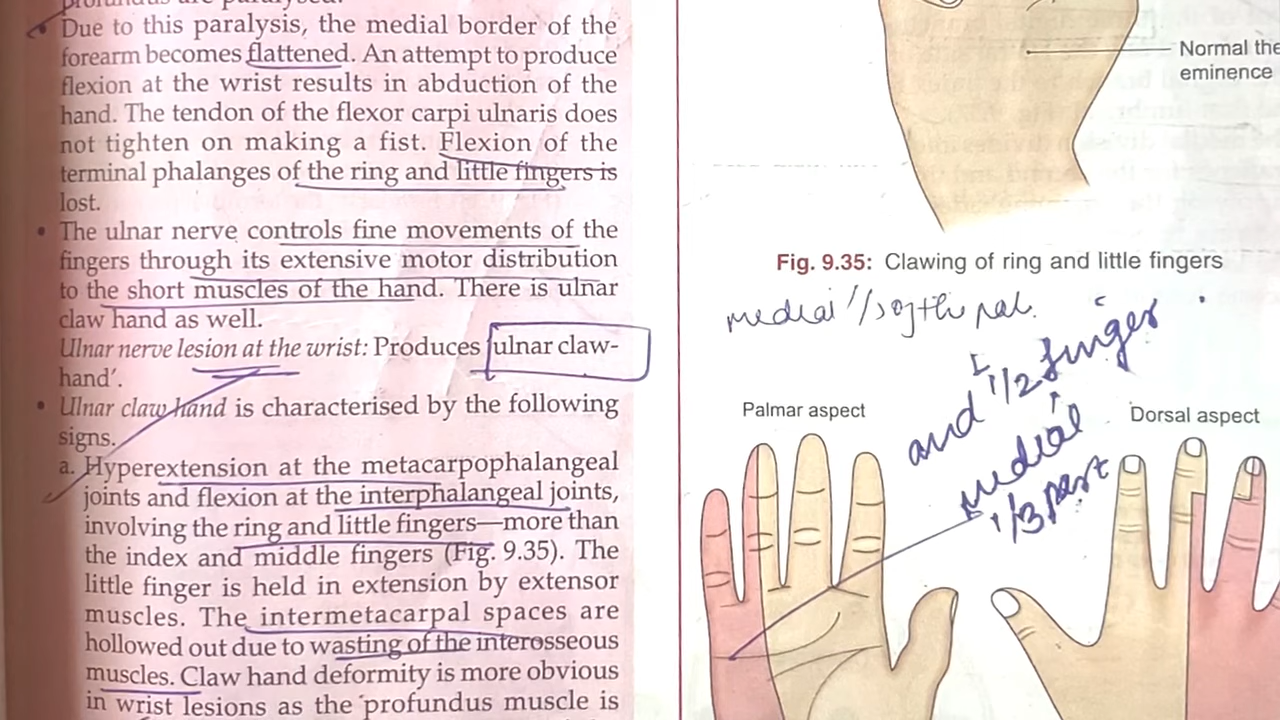 Due to this paralysis, the medial border of the
forearm becomes flattened. An attempt to produce
flexion at the wrist results in abduction of the
hand. The tendon of the flexor carpi ulnaris does
not tighten on making a fist. Flexion of the
terminal phalanges of the ring and little fingers is
lost.
• The ulnar nerve controls fine movements of the
fingers through its extensive motor distribution
to the short muscles of the hand. There is ulnar
claw hand as well.
Ulnar nerve lesion at the wrist: Produces ulnar claw-
hand'.
• Ulnar claw hand is characterised by the following
signs.
a. Hyperextension at the metacarpophalangeal
joints and flexion at the interphalangeal joints,
involving the ring and little fingers—more than
the index and middle fingers (Fig. 9.35). The
little finger is held in extension by extensor
muscles. The intermetacarpal spaces are
hollowed out due to wasting of the interosseous
muscles. Claw hand deformity is more obvious
in wrist lesions as the profundus muscle is
Normal the
eminence
Fig. 9.35: Clawing of ring and little fingers
medial 1/3 of the pal.
and 1 1/2 finger
medial
1/3 part
Palmar aspect
Dorsal aspect